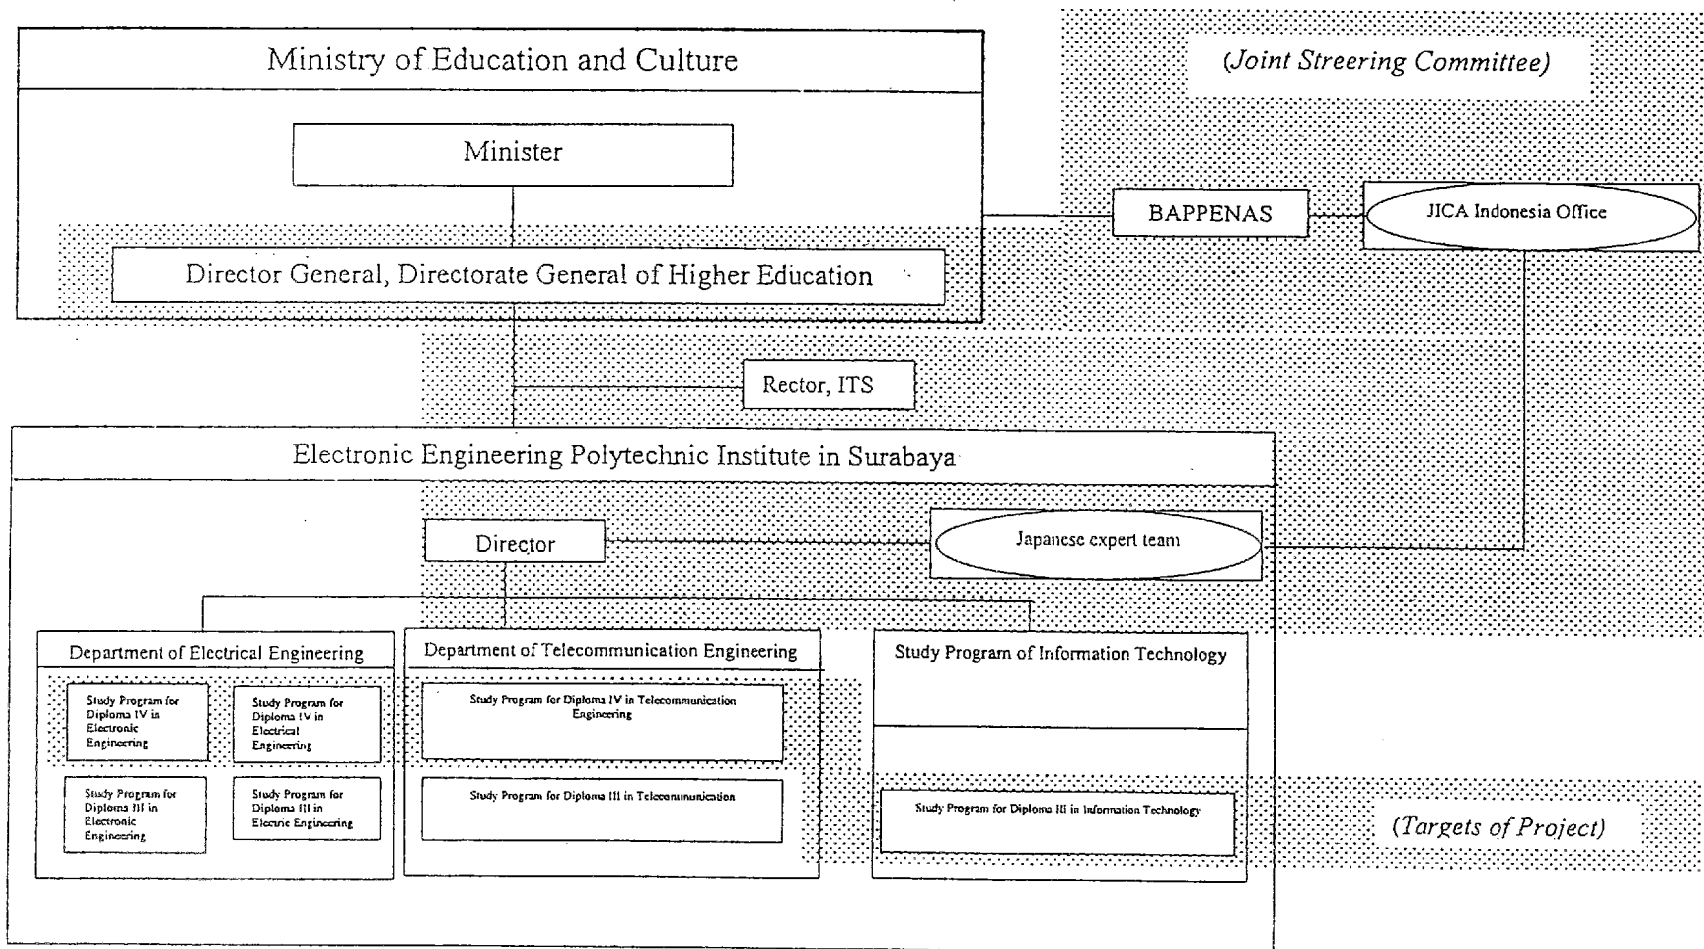 Ministry of Education and Culture
(Joint Streering Committee)
Minister
BAPPENAS
JICA Indonesia Office
Director General, Directorate General of Higher Education
Rector, ITS
Electronic Engineering Polytechnic Institute in Surabaya
Director
Japanese expert team
Department of Electrical Engineering
Department of Telecommunication Engineering
Study Program of Information Technology
Study Program for
Diploma IV in
Electronic
Engineering
Study Program for
Diploma IV in
Electrical
Engineering
Study Program for Diploma IV in Telecommunication
Engineering
Study Program for
Diploma III in
Electronic
Engineering
Study Program for
Diploma III in
Electric Engineering
Study Program for Diploma III in Telecommunication
Study Program for Diploma III in Information Technology
(Targets of Project)